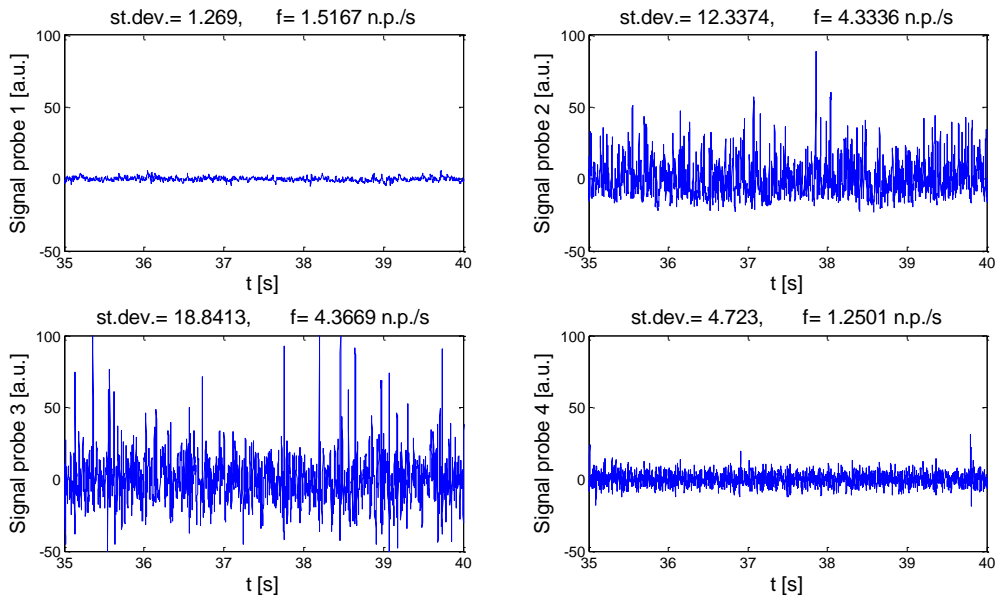 st.dev.= 1.269, f= 1.5167 n.p./s
100
50
0
-50
Signal probe 1 [a.u.]
35 36 37 38 39 40
t [s]
st.dev.= 12.3374, f= 4.3336 n.p./s
100
50
0
-50
Signal probe 2 [a.u.]
35 36 37 38 39 40
t [s]
st.dev.= 18.8413, f= 4.3669 n.p./s
100
50
0
-50
Signal probe 3 [a.u.]
35 36 37 38 39 40
t [s]
st.dev.= 4.723, f= 1.2501 n.p./s
100
50
0
-50
Signal probe 4 [a.u.]
35 36 37 38 39 40
t [s]